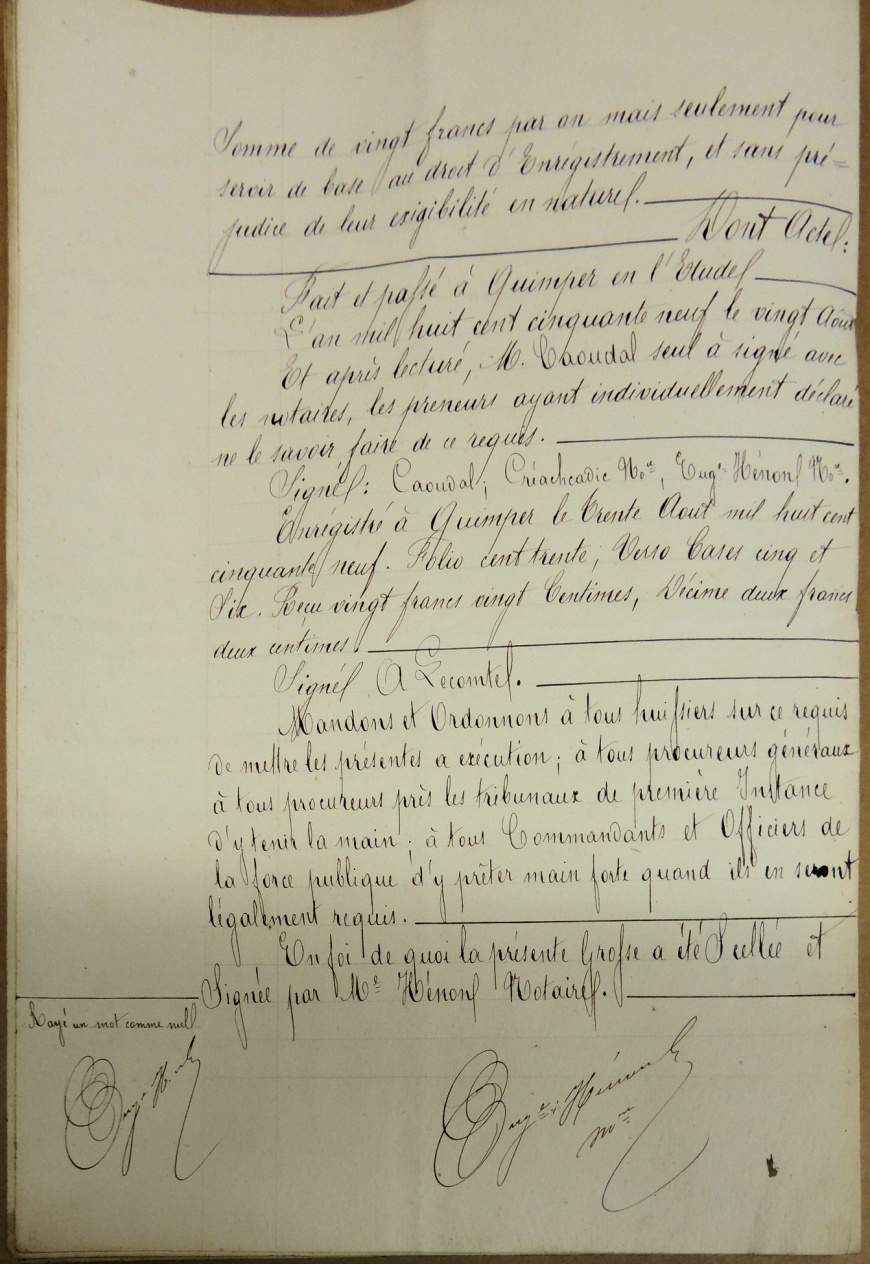 Somme de vingt francs par an mais seulement pour
servir de base au droit d'Enrégistrement, et sans pré=
judice de leur exigibilité en nature.
Dont Acte:
Fait et passé à Quimper en l'Etude
L'an mil huit cent cinquante neuf le vingt Aout
Et après lecture, M. Caoudal seul à signé avec
les notaires, les preneurs ayant individuellement déclaré
ne le savoir faire de ce requis.
Signé: Caoudal; Créachcadic Nore, Eugne Hénon Nore.
Enrégistré à Quimper le Trente Aout mil huit cent
cinquante neuf. Folio cent trente, Verso Cases cinq et
Six. Reçu vingt francs vingt Centimes, Décime deux francs
deux centimes.
Signé A Lecomte.
Mandons et Ordonnons à tous huissiers sur ce requis
de mettre les présentes a exécution; à tous procureurs généraux
à tous procureurs près les tribunaux de première Instance
d'y tenir la main; à tous Commandants et Officiers de
la force publique d'y prêter main forte quand ils en seront
légalement requis.
En foi de quoi la présente Grosse a été Scellée et
Signée par Me Hénon Notaire.
Rayé un mot comme nul